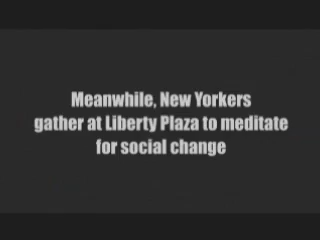 Meanwhile, New Yorkers
gather at Liberty Plaza to meditate
for social change